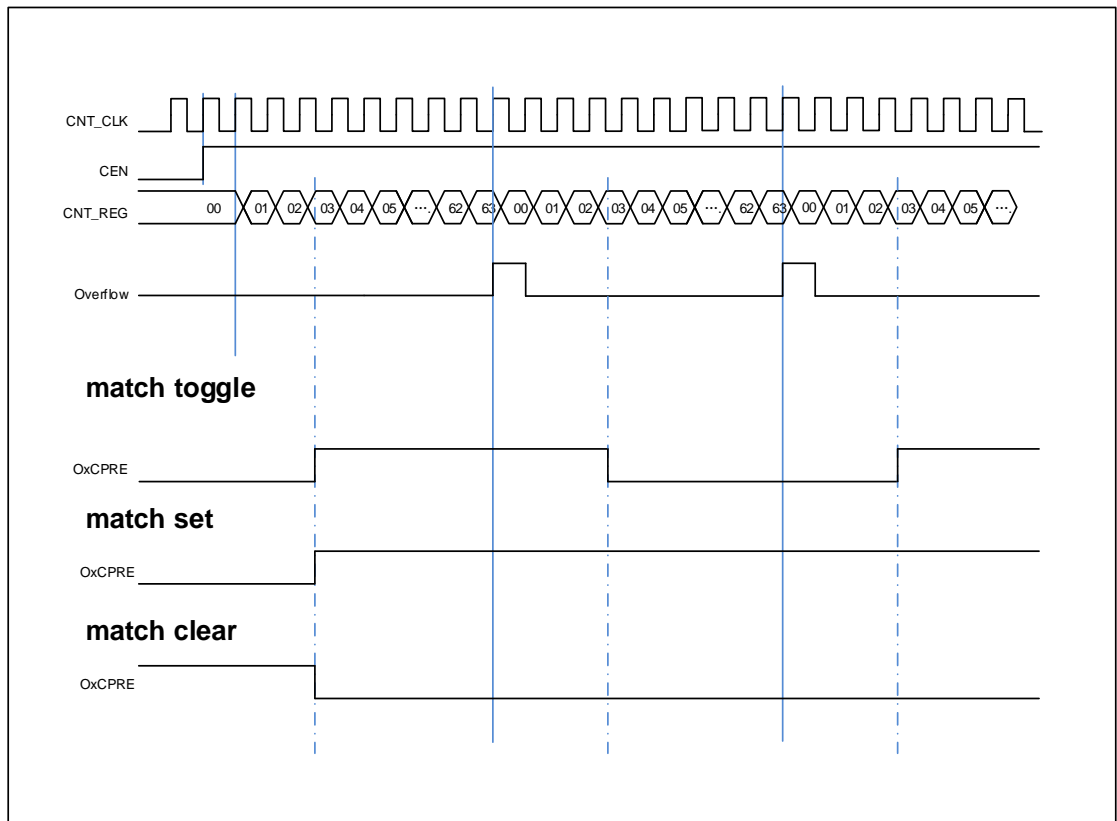 CNT_CLK
CEN
CNT_REG 00 01 02 03 04 05 ···. 62 63 00 01 02 03 04 05 ···. 62 63 00 01 02 03 04 05 ···.
Overflow
match toggle
OxCPRE
match set
OxCPRE
match clear
OxCPRE